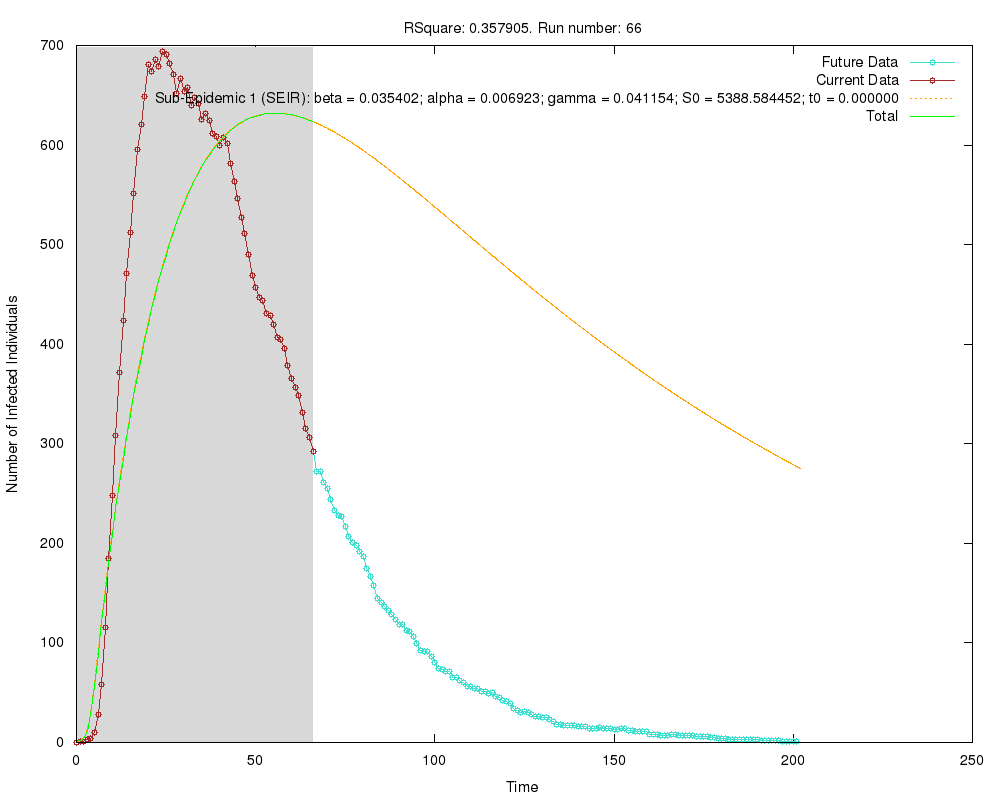 RSquare: 0.357905. Run number: 66
Future Data
Current Data
Sub-Epidemic 1 (SEIR): beta = 0.035402; alpha = 0.006923; gamma = 0.041154; S0 = 5388.584452; t0 = 0.000000
Total
700
600
500
400
300
200
100
0
Number of Infected Individuals
0 50 100 150 200 250
Time